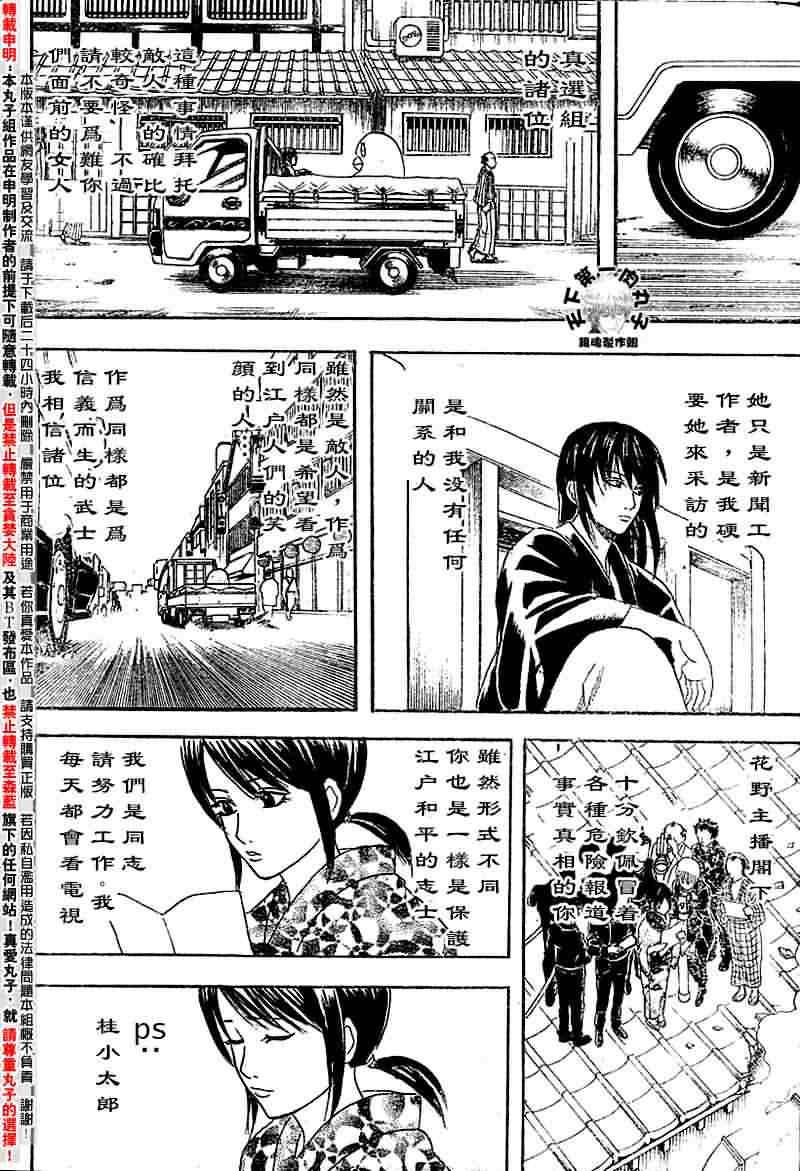 真選組
的諸位
這種事情拜托
敵人的確比
較奇怪，不過
請不要為難你
們面前的女人
她只是新聞工
作者，是我硬
要她來采訪的
是和我沒有任何
關系的人
雖然是敵人，作為
同樣都是希望看
到江户人們的笑
顏的人
作為同樣都是為
信義而生的武士
我相信諸位
花野主播閣下
十分欽佩冒着
各種危險報道
事實真相的你
雖然形式不同
你也是一樣是保護
江户和平的志士
我們是同志
請努力工作。我
每天都會看電視
ps：
桂小太郎
天下第一肉丸子
銀魂製作組
本版本僅供網友學習及交流 請于下載后二十四小時內刪除 嚴禁用于商業用途 若你真愛本作品 請支持購買正版 若因私自濫用造成的法律問題本組概不負責 謝謝！
轉載申明：本丸子組作品在申明制作者的前提下可隨意轉載．但是禁止轉載至貪婪大陸及其BT發布區．也禁止轉載至森藍旗下的任何網站！真愛丸子．就請尊重丸子的選擇！